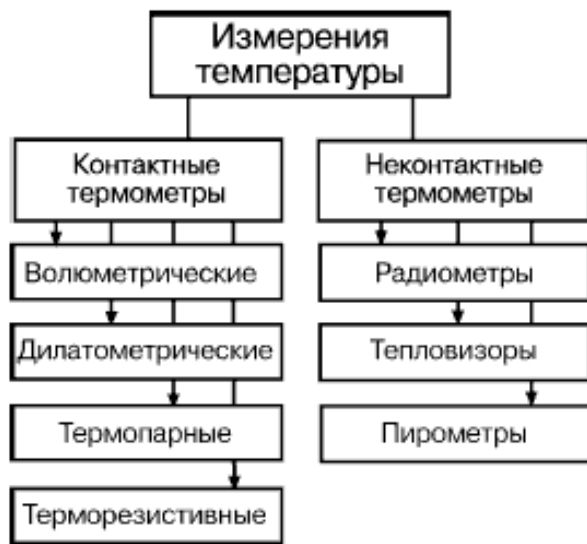 Измерения
температуры
Контактные
термометры
Неконтактные
термометры
Волюметрические
Радиометры
Дилатометрические
Тепловизоры
Термопарные
Пирометры
Терморезистивные